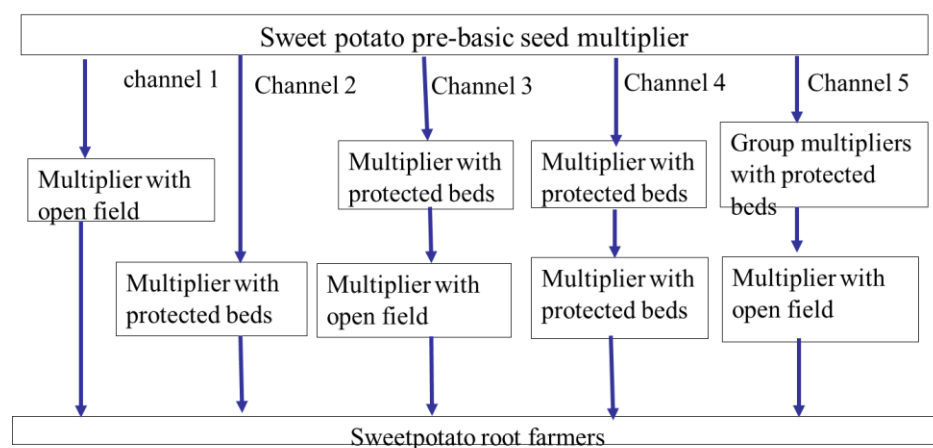 Sweet potato pre-basic seed multiplier
channel 1
Channel 2
Channel 3
Channel 4
Channel 5
Multiplier with
open field
Multiplier with
protected beds
Multiplier with
protected beds
Multiplier with
open field
Multiplier with
protected beds
Multiplier with
protected beds
Group multipliers
with protected
beds
Multiplier with
open field
Sweetpotato root farmers